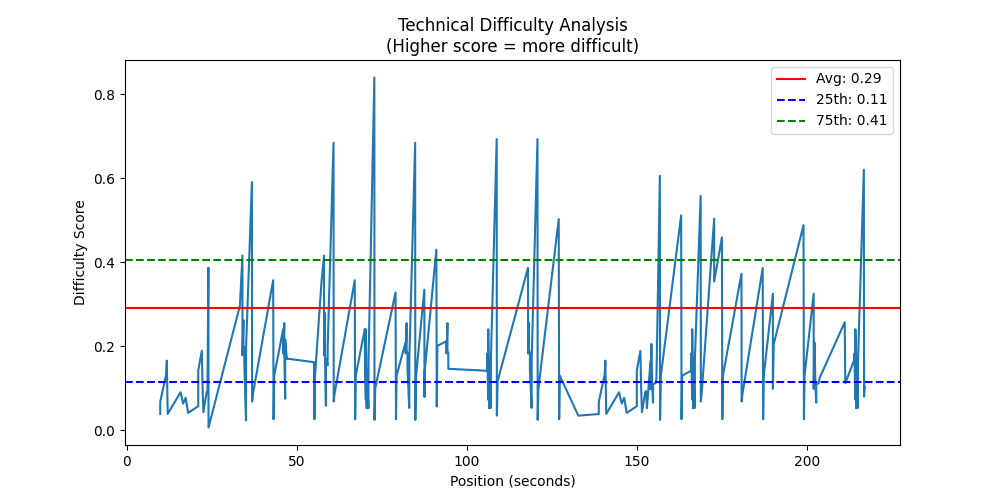 Technical Difficulty Analysis
(Higher score = more difficult)
Avg: 0.29
25th: 0.11
75th: 0.41
Difficulty Score
0.8
0.6
0.4
0.2
0.0
0
50
100
150
200
Position (seconds)